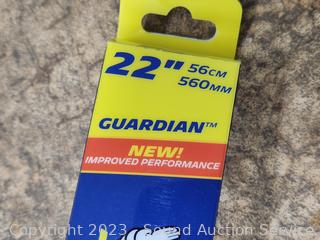 22" 56CM
560MM
GUARDIAN™
NEW!
IMPROVED PERFORMANCE
Copyright 2023 - Sound Auction Service